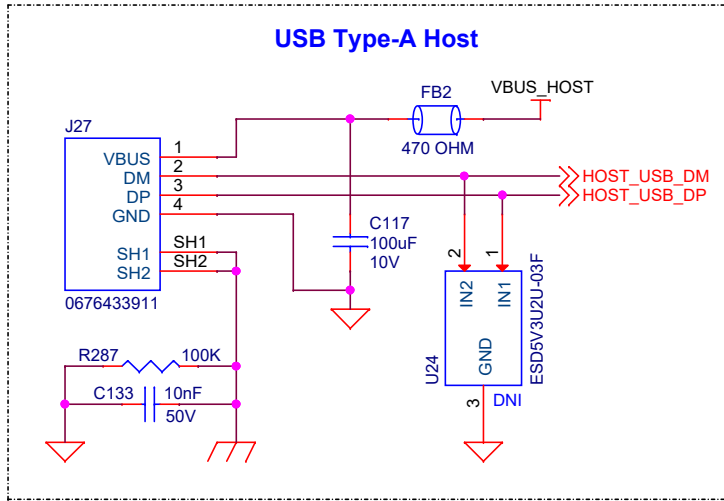 USB Type-A Host
FB2
VBUS_HOST
470 OHM
J27
VBUS 1
DM 2
DP 3
GND 4
SH1 SH1
SH2 SH2
0676433911
HOST_USB_DM
HOST_USB_DP
C117
100uF
10V
2
1
IN2
IN1
GND
U24
ESD5V3U2U-03F
3
DNI
R287 100K
C133 10nF
50V